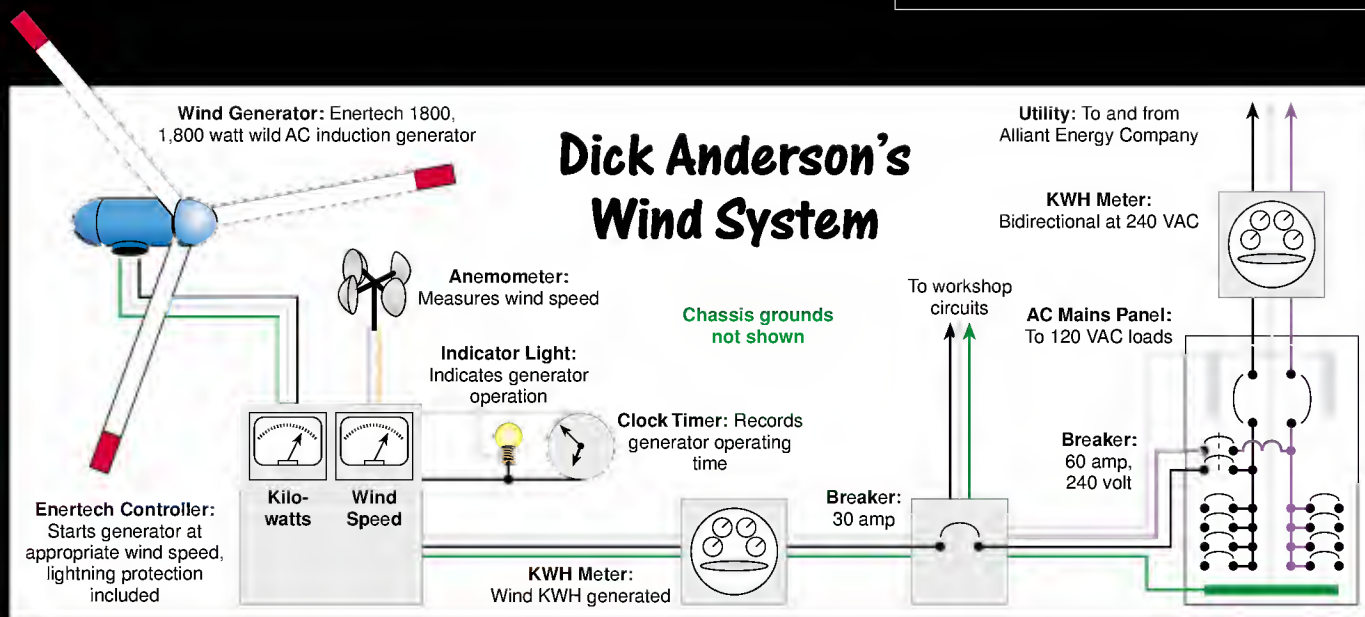 Dick Anderson's
Wind System
Wind Generator: Enertech 1800,
1,800 watt wild AC induction generator
Utility: To and from
Alliant Energy Company
KWH Meter:
Bidirectional at 240 VAC
Anemometer:
Measures wind speed
Chassis grounds
not shown
To workshop
circuits
AC Mains Panel:
To 120 VAC loads
Indicator Light:
Indicates generator
operation
Clock Timer: Records
generator operating
time
Breaker:
60 amp,
240 volt
Kilo-
watts
Wind
Speed
Enertech Controller:
Starts generator at
appropriate wind speed,
lightning protection
included
KWH Meter:
Wind KWH generated
Breaker:
30 amp